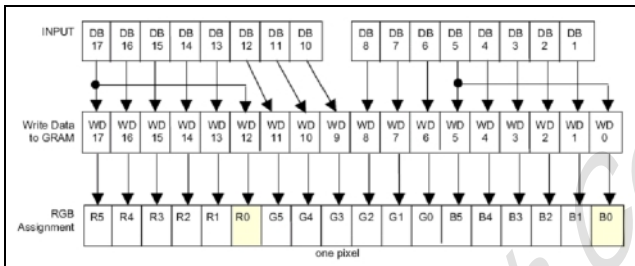 INPUT DB 17 DB 16 DB 15 DB 14 DB 13 DB 12 DB 11 DB 10 DB 8 DB 7 DB 6 DB 5 DB 4 DB 3 DB 2 DB 1
Write Data to GRAM WD 17 WD 16 WD 15 WD 14 WD 13 WD 12 WD 11 WD 10 WD 9 WD 8 WD 7 WD 6 WD 5 WD 4 WD 3 WD 2 WD 1 WD 0
RGB Assignment R5 R4 R3 R2 R1 R0 G5 G4 G3 G2 G1 G0 B5 B4 B3 B2 B1 B0
one pixel